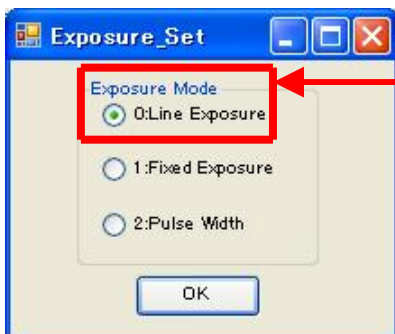 Exposure_Set
Exposure Mode
0:Line Exposure
1:Fixed Exposure
2:Pulse Width
OK